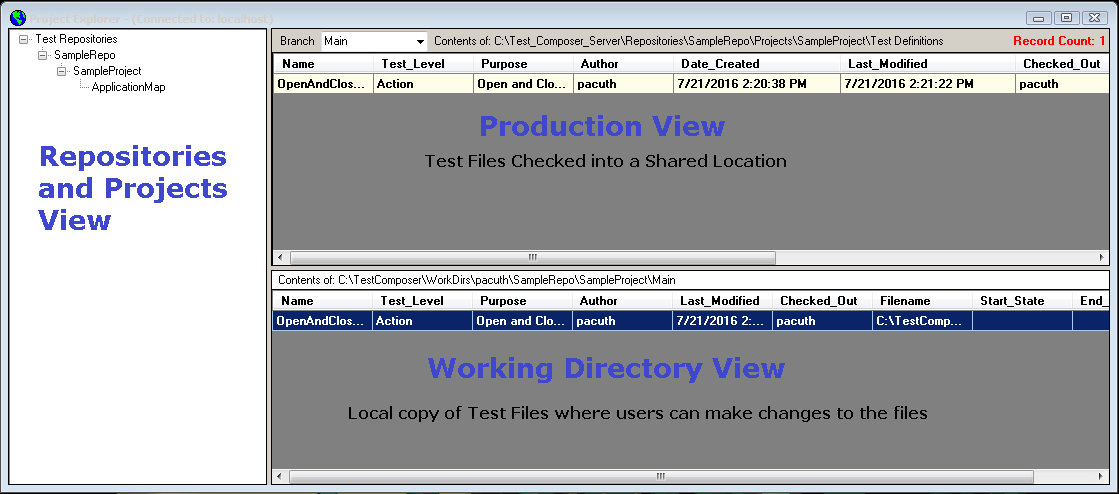 Project Explorer - (Connected to: localhost)
Test Repositories
SampleRepo
SampleProject
ApplicationMap
Repositories
and Projects
View
Branch Main Contents of: C:\Test_Composer_Server\Repositories\SampleRepo\Projects\SampleProject\Test Definitions Record Count: 1
Name Test_Level Purpose Author Date_Created Last_Modified Checked_Out
OpenAndClos... Action Open and Clo... pacuth 7/21/2016 2:20:38 PM 7/21/2016 2:21:22 PM pacuth
Production View
Test Files Checked into a Shared Location
Contents of: C:\TestComposer\WorkDirs\pacuth\SampleRepo\SampleProject\Main
Name Test_Level Purpose Author Last_Modified Checked_Out Filename Start_State End_
OpenAndClos... Action Open and Clo... pacuth 7/21/2016 2:... pacuth C:\TestComp...
Working Directory View
Local copy of Test Files where users can make changes to the files